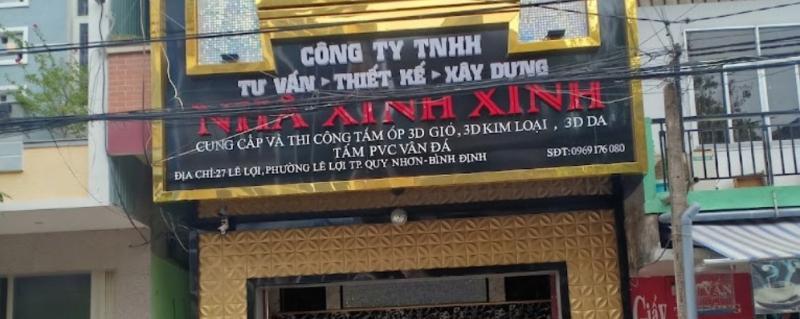 CÔNG TY TNHH
TƯ VẤN ▸ THIẾT KẾ ▸ XÂY DỰNG
NHÀ XINH XINH
CUNG CẤP VÀ THI CÔNG TẤM ỐP 3D GIỎ, 3D KIM LOẠI , 3D DA
TẤM PVC VÂN ĐÁ
ĐỊA CHỈ:27 LÊ LỢI, PHƯỜNG LÊ LỢI TP. QUY NHƠN-BÌNH ĐỊNH SĐT:0969 176 080
Giấy